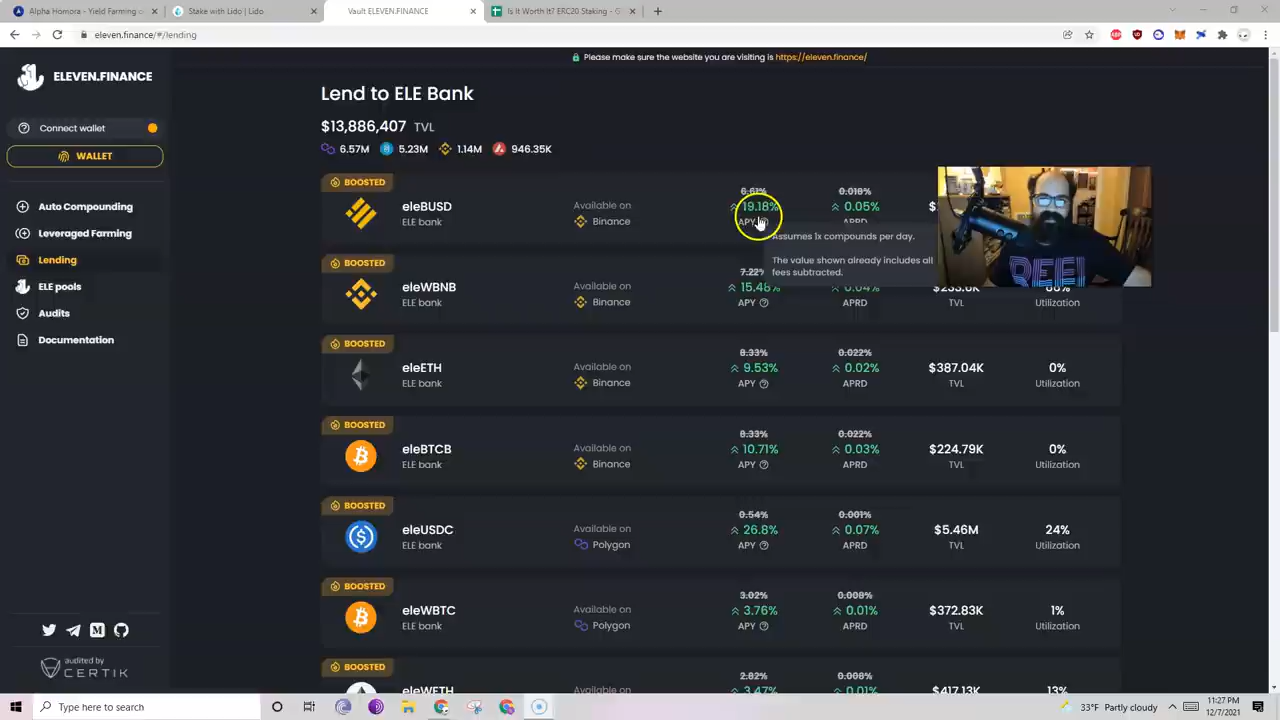 Alpha Homora - Yield Farming
Stake with Lido | Lido
Vault ELEVEN.FINANCE
Is It Worth It? ERC20 Staking - G
eleven.finance/#/lending
Please make sure the website you are visiting is https://eleven.finance/
ELEVEN.FINANCE
Connect wallet
WALLET
Auto Compounding
Leveraged Farming
Lending
ELE pools
Audits
Documentation
audited by
CERTIK
Lend to ELE Bank
$13,886,407 TVL
6.57M 5.23M 1.14M 946.35K
BOOSTED
eleBUSD
ELE bank
Available on
Binance
6.61%
19.18%
APY
0.018%
0.05%
APRD
Assumes 1x compounds per day.
The value shown already includes all
fees subtracted.
BOOSTED
eleWBNB
ELE bank
Available on
Binance
7.22%
15.48%
APY
0.04%
APRD
TVL
Utilization
BOOSTED
eleETH
ELE bank
Available on
Binance
8.33%
9.53%
APY
0.022%
0.02%
APRD
$387.04K
TVL
0%
Utilization
BOOSTED
eleBTCB
ELE bank
Available on
Binance
8.33%
10.71%
APY
0.022%
0.03%
APRD
$224.79K
TVL
0%
Utilization
BOOSTED
eleUSDC
ELE bank
Available on
Polygon
0.54%
26.8%
APY
0.001%
0.07%
APRD
$5.46M
TVL
24%
Utilization
BOOSTED
eleWBTC
ELE bank
Available on
Polygon
3.02%
3.76%
APY
0.008%
0.01%
APRD
$372.83K
TVL
1%
Utilization
BOOSTED
eleWETH
Available on
2.82%
3.47%
0.008%
0.01%
$417.13K
13%
Type here to search
33°F Partly cloudy
11:27 PM
12/7/2021